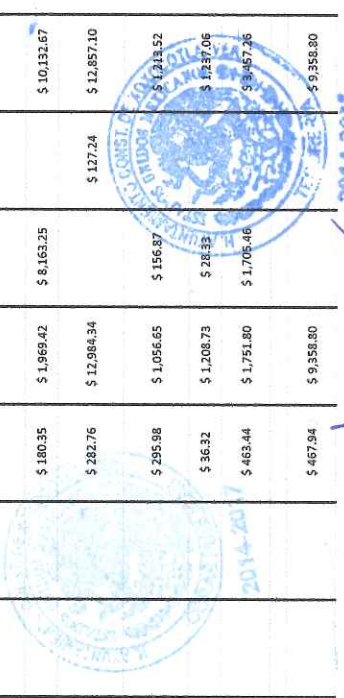 $ 180.35 $ 1,969.42 $ 8,163.25 $ 10,132.67
$ 282.76 $ 12,984.34 $ 127.24 $ 12,857.10
$ 295.98 $ 1,056.65 $ 156.87 $ 1,213.52
$ 36.32 $ 1,208.73 $ 28.33 $ 1,237.06
$ 463.44 $ 1,751.80 $ 1,705.46 $ 3,457.26
$ 467.94 $ 9,358.80 $ 9,358.80
2014-2017